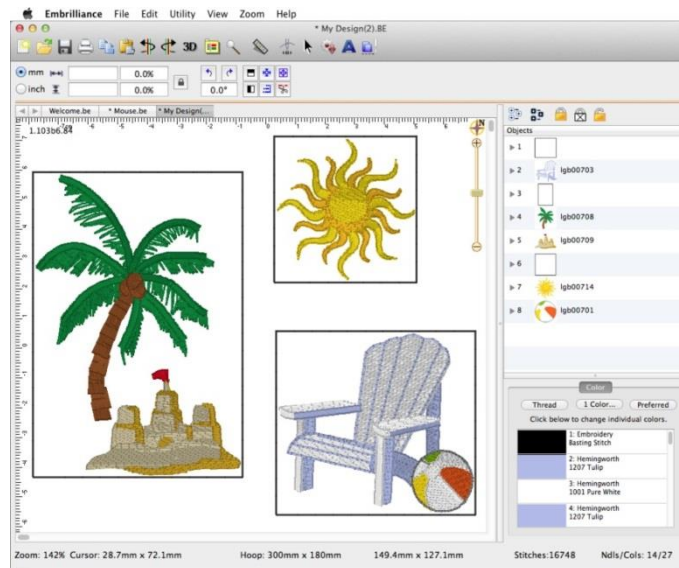 Embrilliance File Edit Utility View Zoom Help
* My Design(2).BE
3D A
mm 0.0% 
inch 0.0% 0.0°
Welcome.be * Mouse.be * My Design(...
1.103b6.84
N
Objects
1
2 lgb00703
3
4 lgb00708
5 lgb00709
6
7 lgb00714
8 lgb00701
Color
Thread 1 Color... Preferred
Click below to change individual colors.
1: Embroidery
Basting Stitch
2: Hemingworth
1207 Tulip
3: Hemingworth
1001 Pure White
4: Hemingworth
1207 Tulip
Zoom: 142% Cursor: 28.7mm x 72.1mm Hoop: 300mm x 180mm 149.4mm x 127.1mm Stitches:16748 Ndls/Cols: 14/27